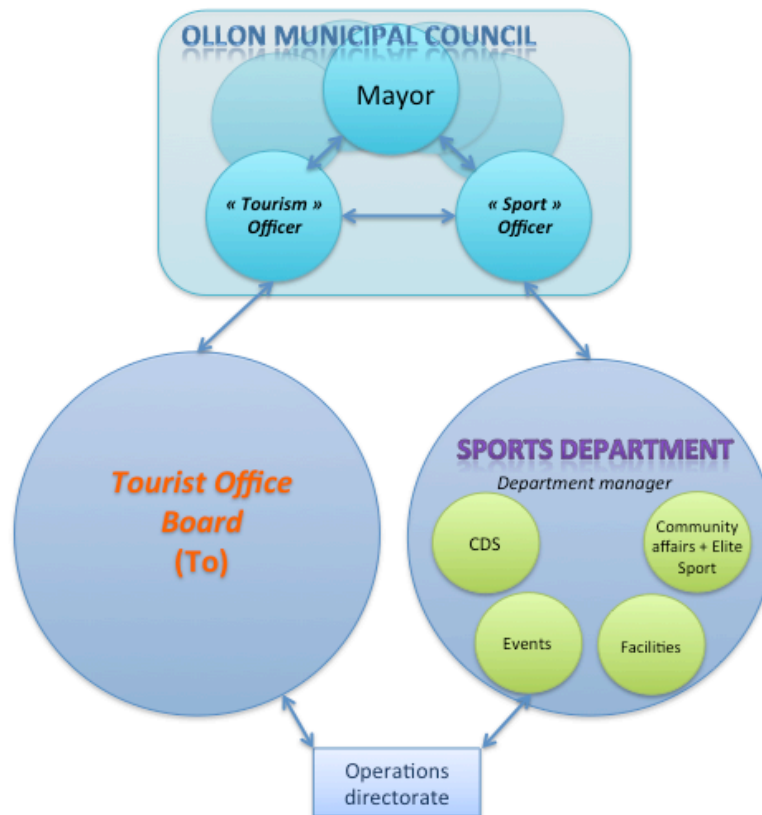 OLLON MUNICIPAL COUNCIL
Mayor
« Tourism »
Officer
« Sport »
Officer
Tourist Office
Board
(To)
SPORTS DEPARTMENT
Department manager
CDS
Community
affairs + Elite
Sport
Events
Facilities
Operations
directorate